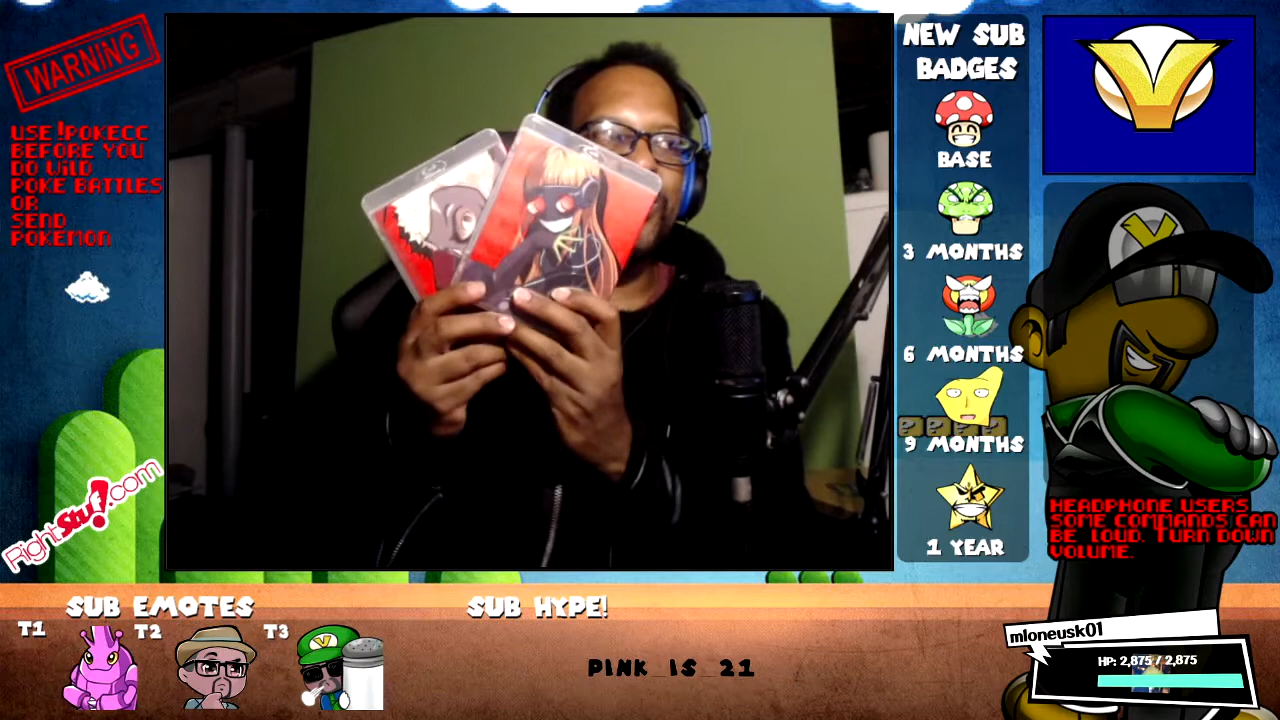 WARNING
USE !POKECC
BEFORE YOU
DO WILD
POKE BATTLES
OR
SEND
POKEMON
RightStuf!.com
NEW SUB
BADGES
BASE
3 MONTHS
6 MONTHS
9 MONTHS
1 YEAR
HEADPHONE USERS
SOME COMMANDS CAN
BE LOUD. TURN DOWN
VOLUME.
SUB EMOTES
T1
T2
T3
SUB HYPE!
PINK_IS_21
mloneusk01
HP: 2,875 / 2,875